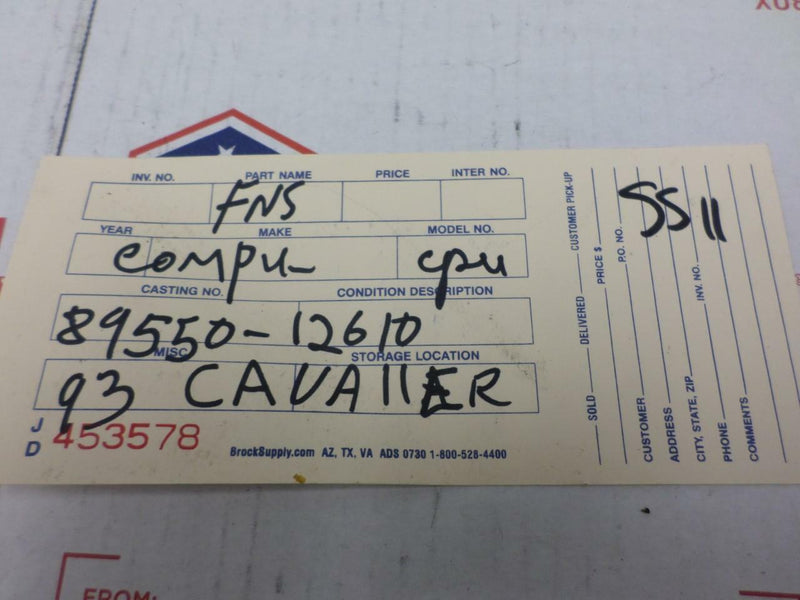 INV. NO. PART NAME PRICE INTER NO.
FNS
YEAR MAKE MODEL NO.
COMPU- cpu
CASTING NO. CONDITION DESCRIPTION
89550-12610
MISC STORAGE LOCATION
93 CAVAllER
J D 453578
BrockSupply.com AZ, TX, VA ADS 0730 1-800-528-4400
SOLD DELIVERED CUSTOMER PICK-UP
PRICE $
P.O. NO.
SS11
CUSTOMER
ADDRESS
CITY, STATE, ZIP INV. NO.
PHONE
COMMENTS
FROM: